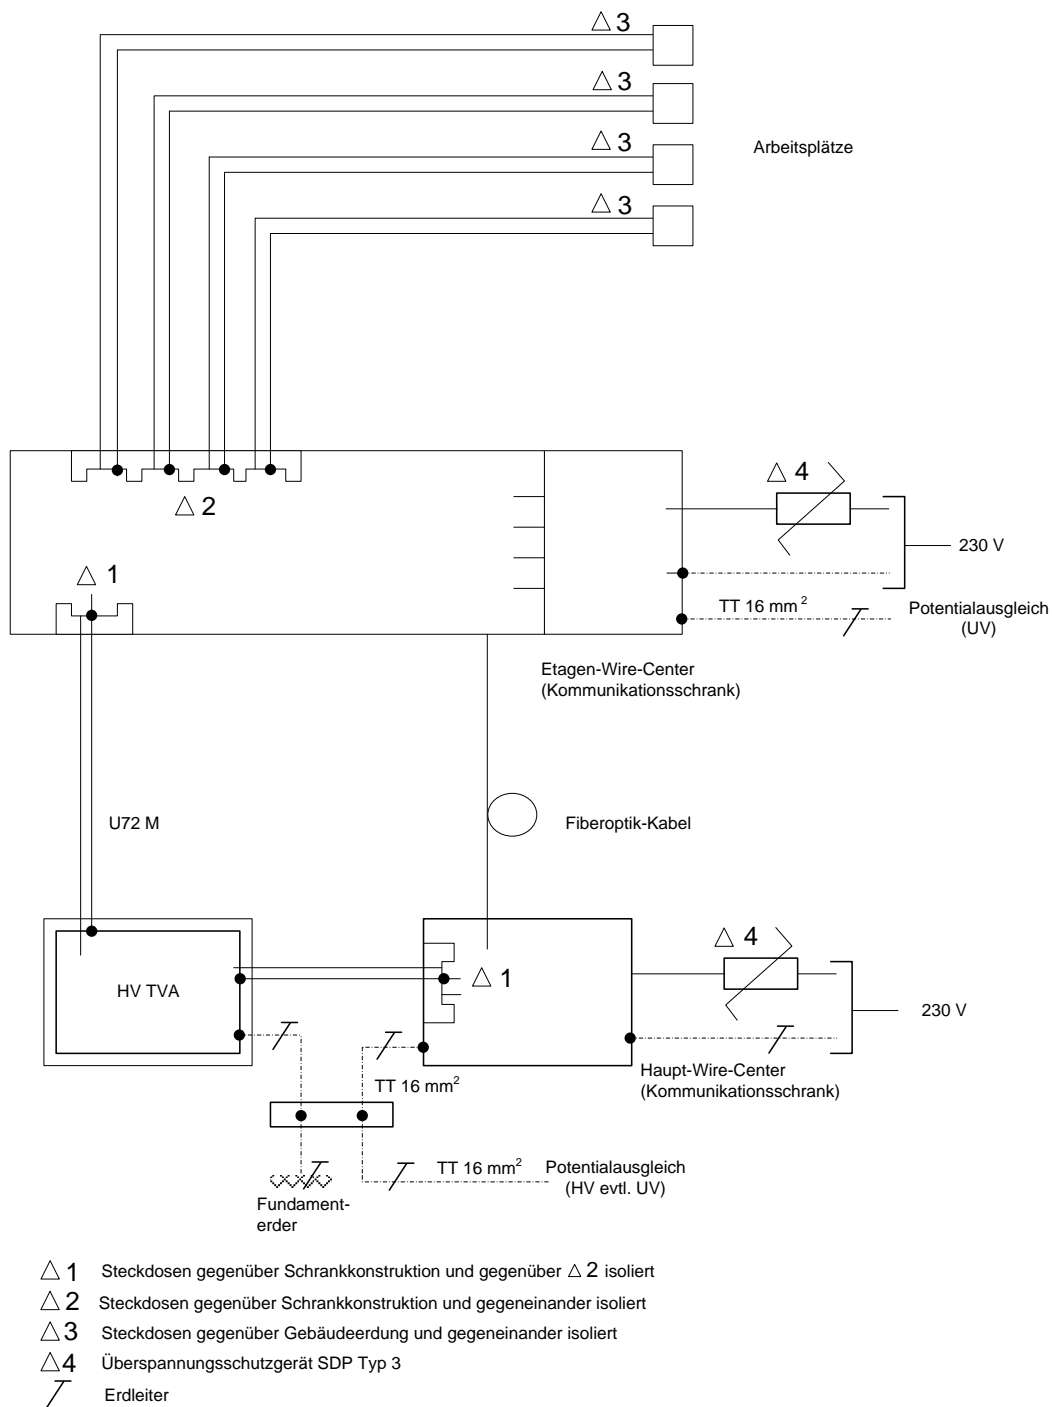 △ 3
△ 3
△ 3
△ 3
Arbeitsplätze
△ 4
△ 2
230 V
△ 1
TT 16 mm²
Potentialausgleich
(UV)
Etagen-Wire-Center
(Kommunikationsschrank)
U72 M
Fiberoptik-Kabel
△ 4
△ 1
HV TVA
230 V
Haupt-Wire-Center
(Kommunikationsschrank)
TT 16 mm²
TT 16 mm²
Potentialausgleich
(HV evtl. UV)
Fundament-
erder
△ 1 Steckdosen gegenüber Schrankkonstruktion und gegenüber △ 2 isoliert
△ 2 Steckdosen gegenüber Schrankkonstruktion und gegeneinander isoliert
△ 3 Steckdosen gegenüber Gebäudeerdung und gegeneinander isoliert
△ 4 Überspannungsschutzgerät SDP Typ 3
Erdleiter